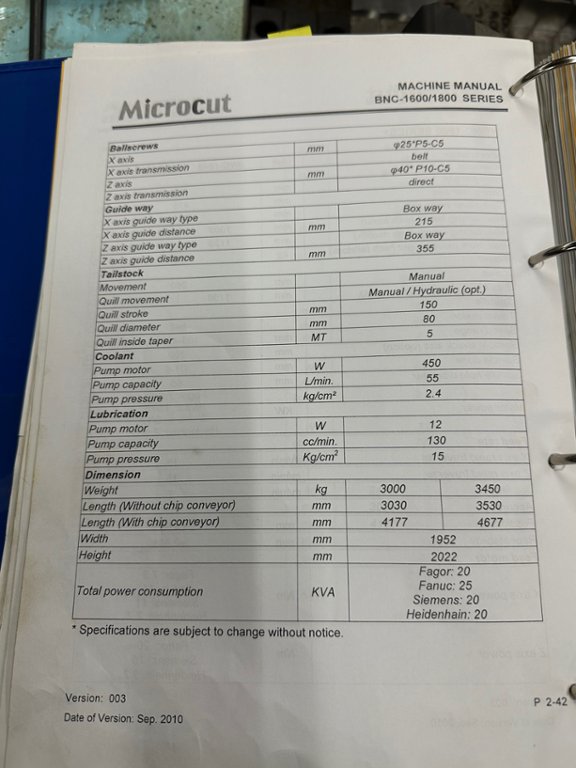 Microcut
MACHINE MANUAL
BNC-1600/1800 SERIES
Ballscrews
X axis mm φ25*P5-C5
X axis transmission belt
Z axis mm φ40* P10-C5
Z axis transmission direct
Guide way
X axis guide way type Box way
X axis guide distance mm 215
Z axis guide way type Box way
Z axis guide distance mm 355
Tailstock
Movement Manual
Quill movement Manual / Hydraulic (opt.)
Quill stroke mm 150
Quill diameter mm 80
Quill inside taper MT 5
Coolant
Pump motor W 450
Pump capacity L/min. 55
Pump pressure kg/cm² 2.4
Lubrication
Pump motor W 12
Pump capacity cc/min. 130
Pump pressure Kg/cm² 15
Dimension
Weight kg 3000 3450
Length (Without chip conveyor) mm 3030 3530
Length (With chip conveyor) mm 4177 4677
Width mm 1952
Height mm 2022
Total power consumption KVA Fagor: 20
Fanuc: 25
Siemens: 20
Heidenhain: 20
* Specifications are subject to change without notice.
Version: 003
P 2-42
Date of Version: Sep. 2010